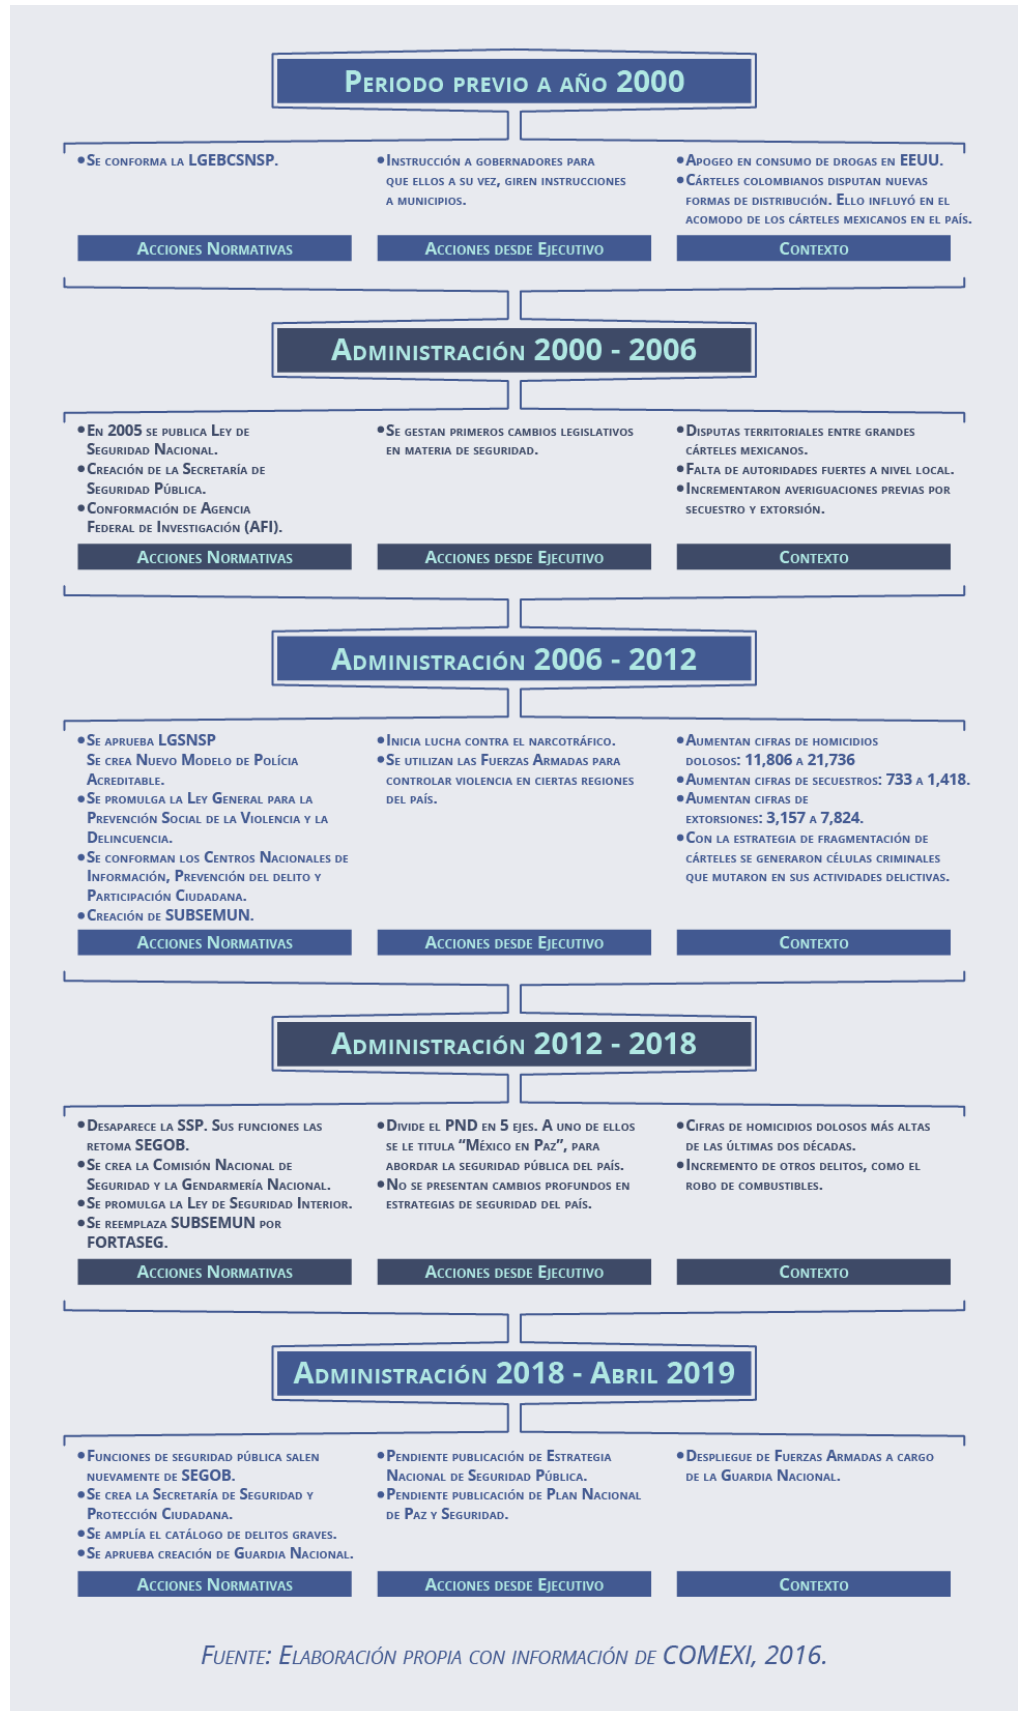 Periodo previo a año 2000
•Se conforma la LGEBCSNSP.
Acciones Normativas
•Instrucción a gobernadores para
que ellos a su vez, giren instrucciones
a municipios.
Acciones desde Ejecutivo
•Apogeo en consumo de drogas en EEUU.
•Cárteles colombianos disputan nuevas
formas de distribución. Ello influyó en el
acomodo de los cárteles mexicanos en el país.
Contexto
Administración 2000 - 2006
•En 2005 se publica Ley de
Seguridad Nacional.
•Creación de la Secretaría de
Seguridad Pública.
•Conformación de Agencia
Federal de Investigación (AFI).
Acciones Normativas
•Se gestan primeros cambios legislativos
en materia de seguridad.
Acciones desde Ejecutivo
•Disputas territoriales entre grandes
cárteles mexicanos.
•Falta de autoridades fuertes a nivel local.
•Incrementaron averiguaciones previas por
secuestro y extorsión.
Contexto
Administración 2006 - 2012
•Se aprueba LGSNSP
Se crea Nuevo Modelo de Polícia
Acreditable.
•Se promulga la Ley General para la
Prevención Social de la Violencia y la
Delincuencia.
•Se conforman los Centros Nacionales de
Información, Prevención del delito y
Participación Ciudadana.
•Creación de SUBSEMUN.
Acciones Normativas
•Inicia lucha contra el narcotráfico.
•Se utilizan las Fuerzas Armadas para
controlar violencia en ciertas regiones
del país.
Acciones desde Ejecutivo
•Aumentan cifras de homicidios
dolosos: 11,806 a 21,736
•Aumentan cifras de secuestros: 733 a 1,418.
•Aumentan cifras de
extorsiones: 3,157 a 7,824.
•Con la estrategia de fragmentación de
cárteles se generaron células criminales
que mutaron en sus actividades delictivas.
Contexto
Administración 2012 - 2018
•Desaparece la SSP. Sus funciones las
retoma SEGOB.
•Se crea la Comisión Nacional de
Seguridad y la Gendarmería Nacional.
•Se promulga la Ley de Seguridad Interior.
•Se reemplaza SUBSEMUN por
FORTASEG.
Acciones Normativas
•Divide el PND en 5 ejes. A uno de ellos
se le titula “México en Paz”, para
abordar la seguridad pública del país.
•No se presentan cambios profundos en
estrategias de seguridad del país.
Acciones desde Ejecutivo
•Cifras de homicidios dolosos más altas
de las últimas dos décadas.
•Incremento de otros delitos, como el
robo de combustibles.
Contexto
Administración 2018 - Abril 2019
•Funciones de seguridad pública salen
nuevamente de SEGOB.
•Se crea la Secretaría de Seguridad y
Protección Ciudadana.
•Se amplía el catálogo de delitos graves.
•Se aprueba creación de Guardia Nacional.
Acciones Normativas
•Pendiente publicación de Estrategia
Nacional de Seguridad Pública.
•Pendiente publicación de Plan Nacional
de Paz y Seguridad.
Acciones desde Ejecutivo
•Despliegue de Fuerzas Armadas a cargo
de la Guardia Nacional.
Contexto
Fuente: Elaboración propia con información de COMEXI, 2016.